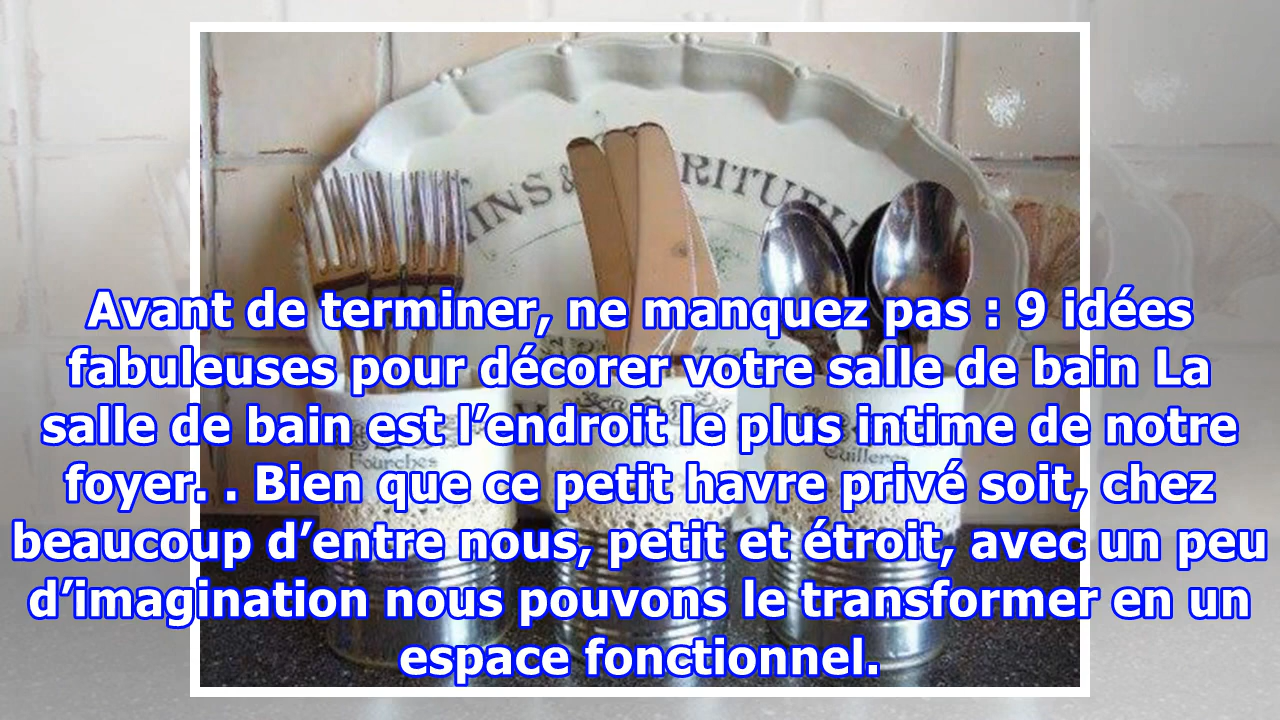 Avant de terminer, ne manquez pas : 9 idées
fabuleuses pour décorer votre salle de bain La
salle de bain est l’endroit le plus intime de notre
foyer. . Bien que ce petit havre privé soit, chez
beaucoup d’entre nous, petit et étroit, avec un peu
d’imagination nous pouvons le transformer en un
espace fonctionnel.
Fourches
Cuilleres